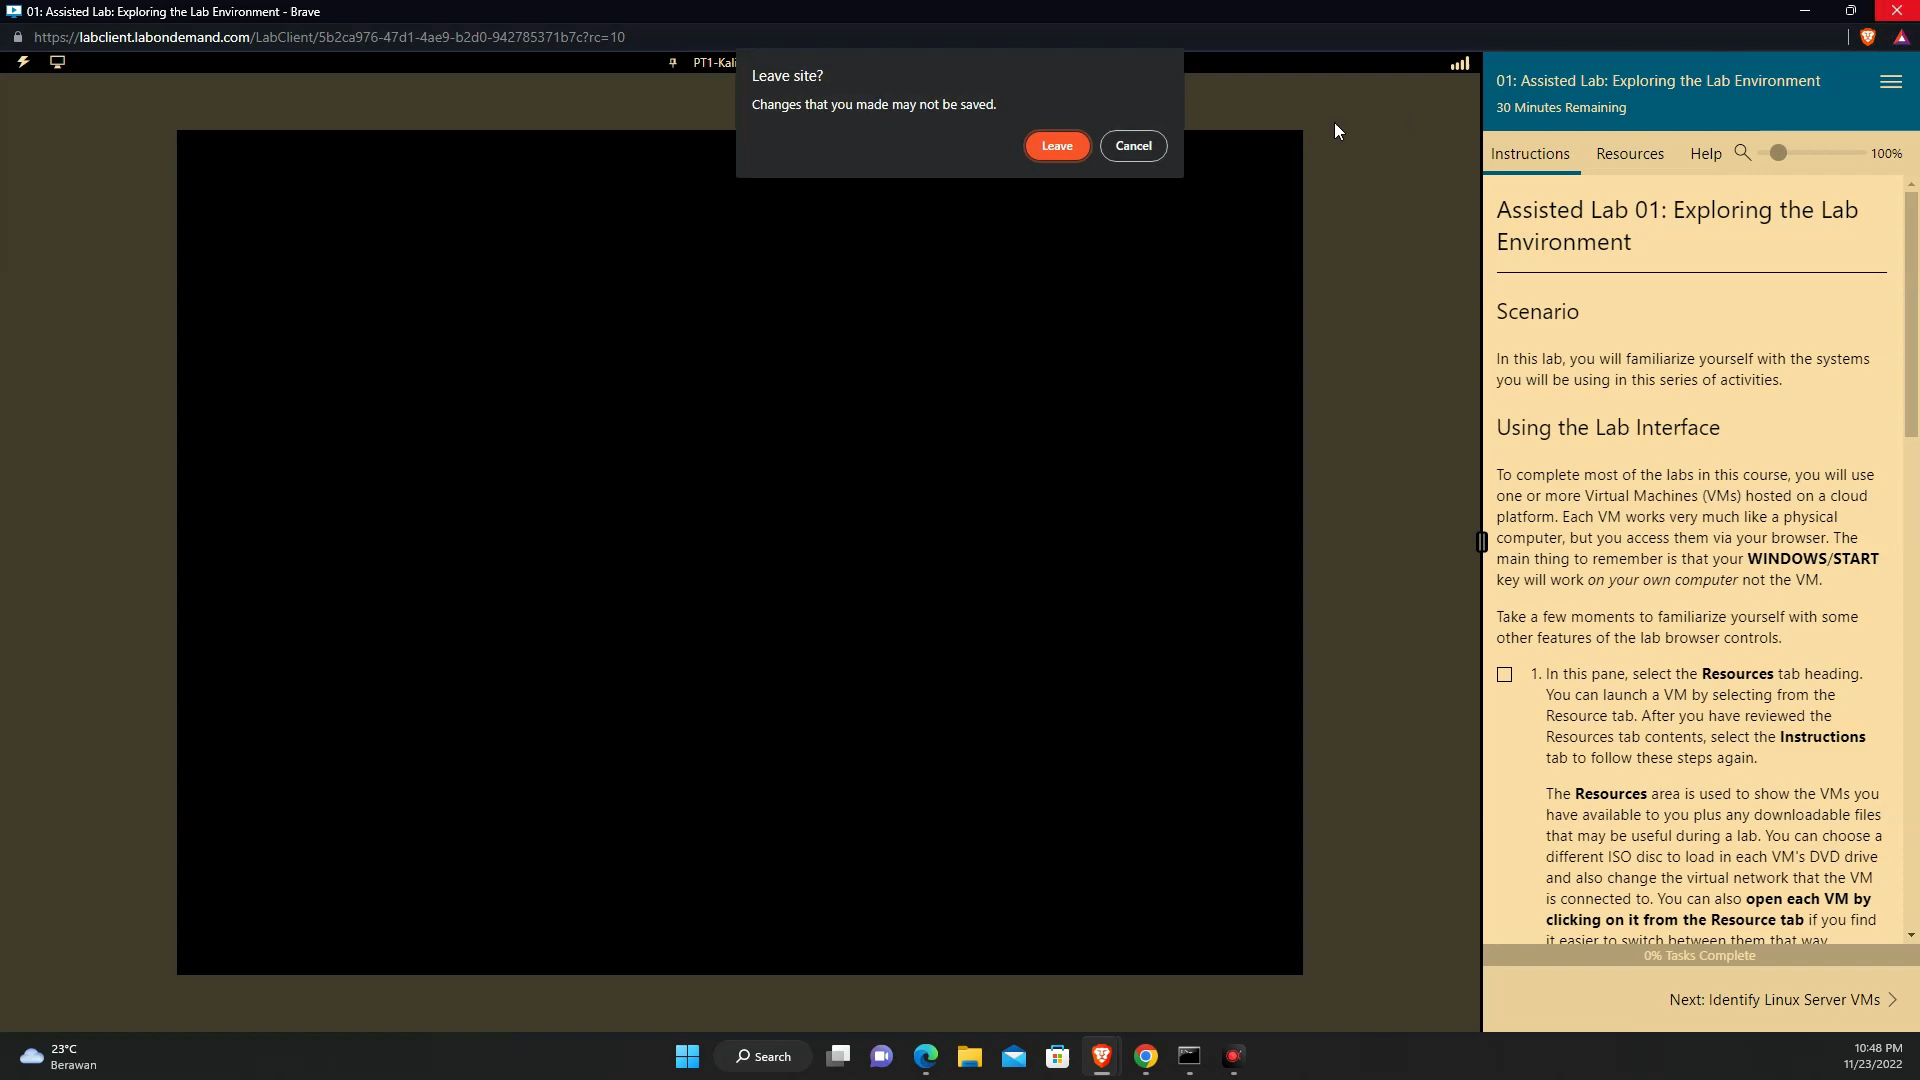 01: Assisted Lab: Exploring the Lab Environment - Brave
https://labclient.labondemand.com/LabClient/5b2ca976-47d1-4ae9-b2d0-942785371b7c?rc=10
PT1-Kali
Leave site?
Changes that you made may not be saved.
Leave
Cancel
01: Assisted Lab: Exploring the Lab Environment
30 Minutes Remaining
Instructions
Resources
Help
100%
Assisted Lab 01: Exploring the Lab
Environment
Scenario
In this lab, you will familiarize yourself with the systems
you will be using in this series of activities.
Using the Lab Interface
To complete most of the labs in this course, you will use
one or more Virtual Machines (VMs) hosted on a cloud
platform. Each VM works very much like a physical
computer, but you access them via your browser. The
main thing to remember is that your WINDOWS/START
key will work on your own computer not the VM.
Take a few moments to familiarize yourself with some
other features of the lab browser controls.
1. In this pane, select the Resources tab heading.
You can launch a VM by selecting from the
Resource tab. After you have reviewed the
Resources tab contents, select the Instructions
tab to follow these steps again.
The Resources area is used to show the VMs you
have available to you plus any downloadable files
that may be useful during a lab. You can choose a
different ISO disc to load in each VM's DVD drive
and also change the virtual network that the VM
is connected to. You can also open each VM by
clicking on it from the Resource tab if you find
it easier to switch between them that way.
0% Tasks Complete
Next: Identify Linux Server VMs
23°C
Berawan
Search
10:48 PM
11/23/2022